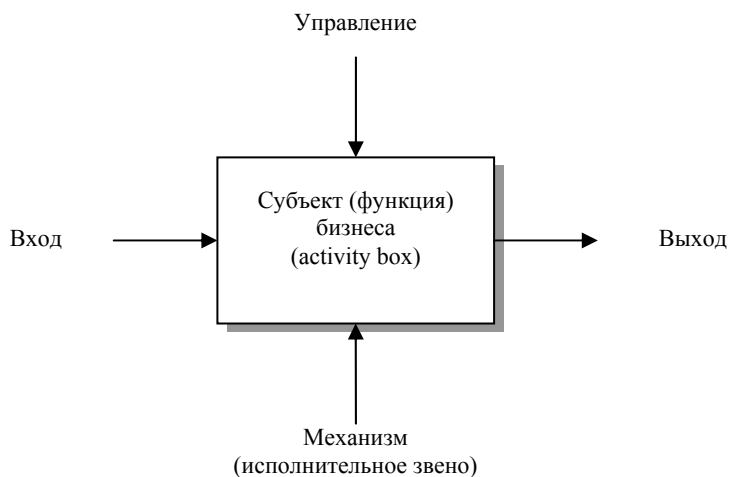 Управление
Субъект (функция)
бизнеса
(activity box)
Вход
Выход
Механизм
(исполнительное звено)